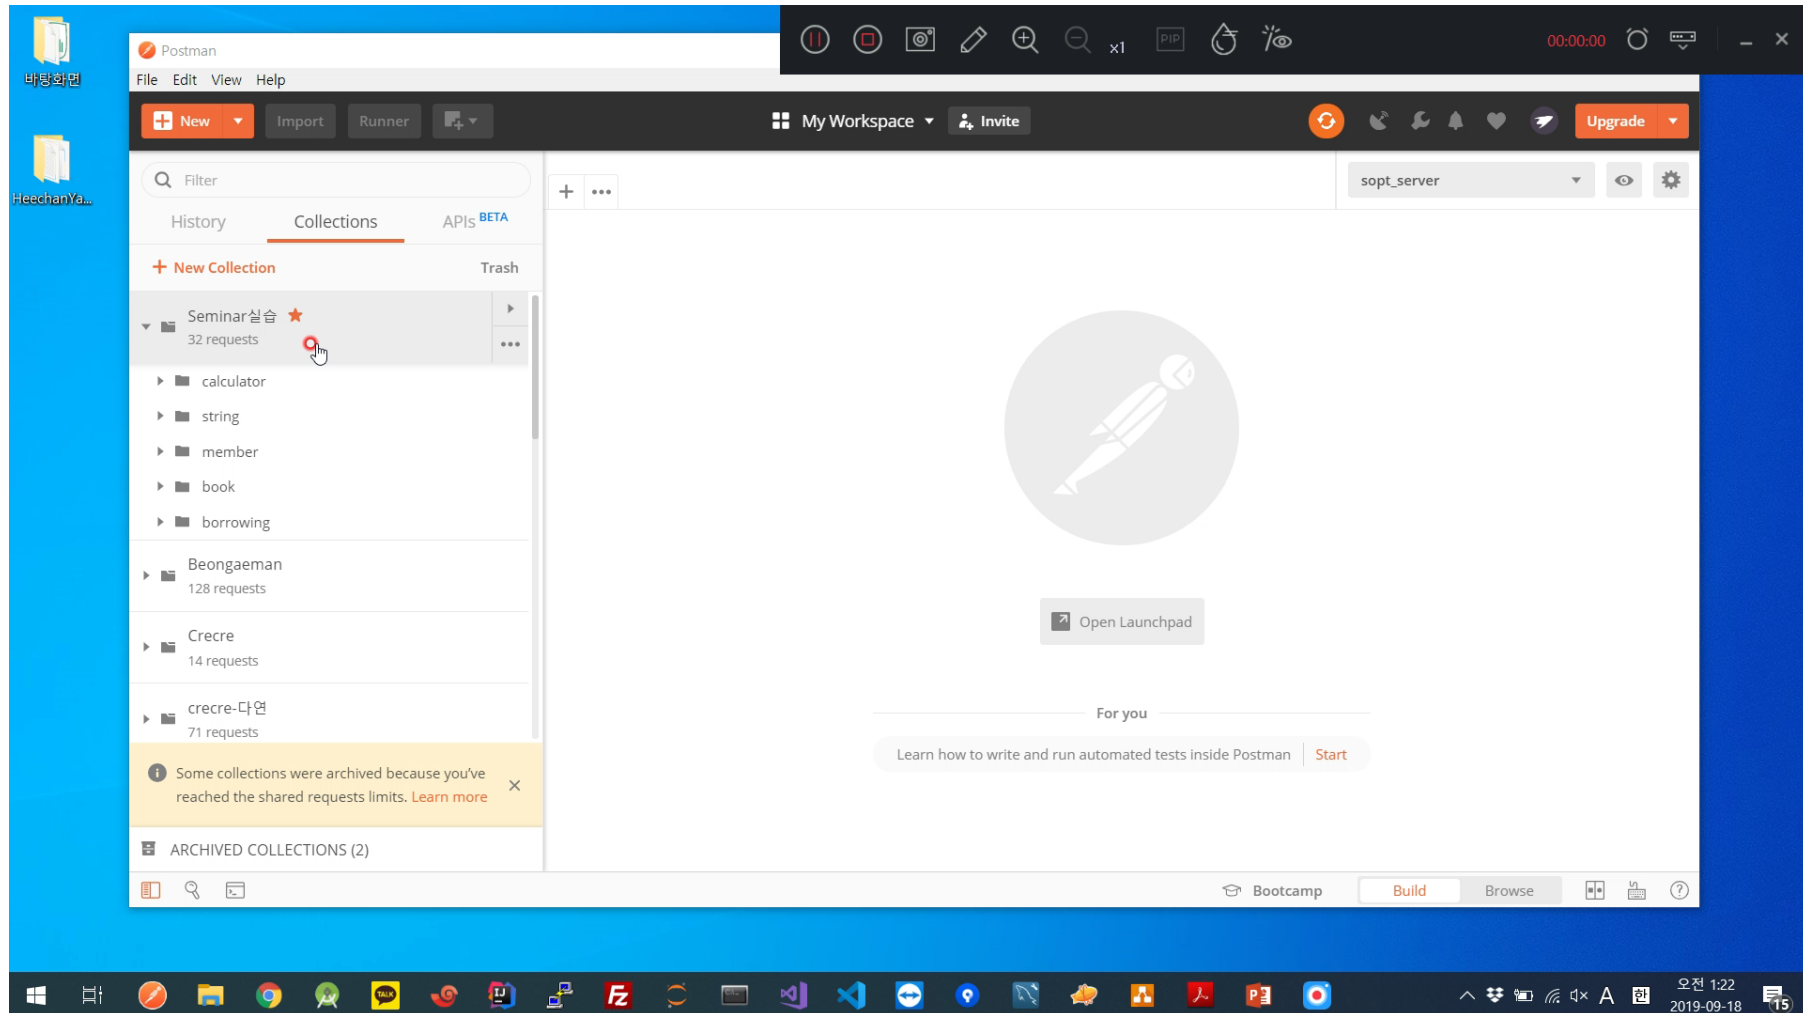 바탕화면
HeechanYa...
Postman
File Edit View Help
x1
PIP
00:00:00
New
Import
Runner
My Workspace
Invite
Upgrade
Filter
sopt_server
History
Collections
APIs BETA
+ New Collection
Trash
Seminar실습
32 requests
calculator
string
member
book
borrowing
Beongaeman
128 requests
Crecre
14 requests
crecre-다연
71 requests
Open Launchpad
For you
Learn how to write and run automated tests inside Postman
Start
Some collections were archived because you've
reached the shared requests limits. Learn more
ARCHIVED COLLECTIONS (2)
Bootcamp
Build
Browse
TALK
IJ
Fz
A
한
오전 1:22
2019-09-18
15